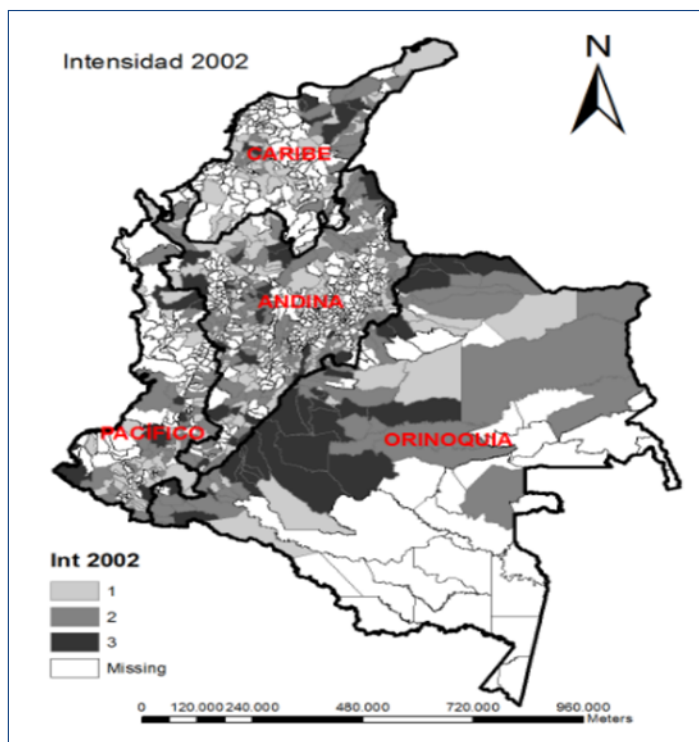 Intensidad 2002
N
CARIBE
ANDINA
PACÍFICO
ORINOQUÍA
Int 2002
1
2
3
Missing
0 120.000 240.000 480.000 720.000 960.000
Meters